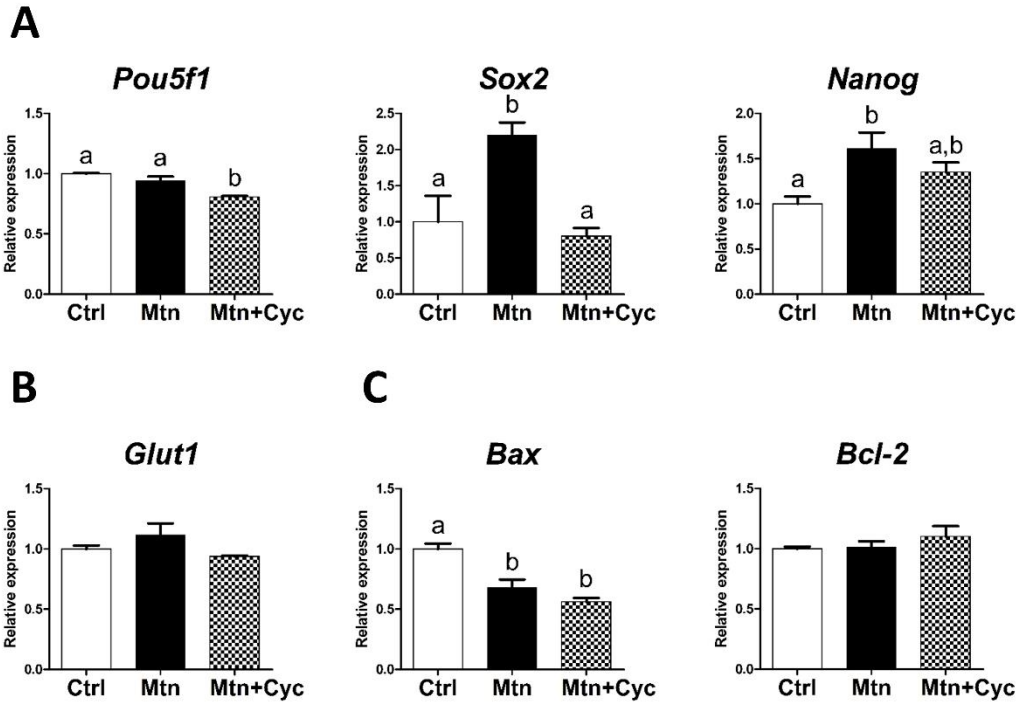 A
Pou5f1
Relative expression
1.5
1.0
0.5
0.0
a
a
b
Ctrl
Mtn
Mtn+Cyc
Sox2
Relative expression
2.5
2.0
1.5
1.0
0.5
0.0
a
b
a
Ctrl
Mtn
Mtn+Cyc
Nanog
Relative expression
2.0
1.5
1.0
0.5
0.0
a
b
a,b
Ctrl
Mtn
Mtn+Cyc
B
Glut1
Relative expression
1.5
1.0
0.5
0.0
Ctrl
Mtn
Mtn+Cyc
C
Bax
Relative expression
1.5
1.0
0.5
0.0
a
b
b
Ctrl
Mtn
Mtn+Cyc
Bcl-2
Relative expression
1.5
1.0
0.5
0.0
Ctrl
Mtn
Mtn+Cyc